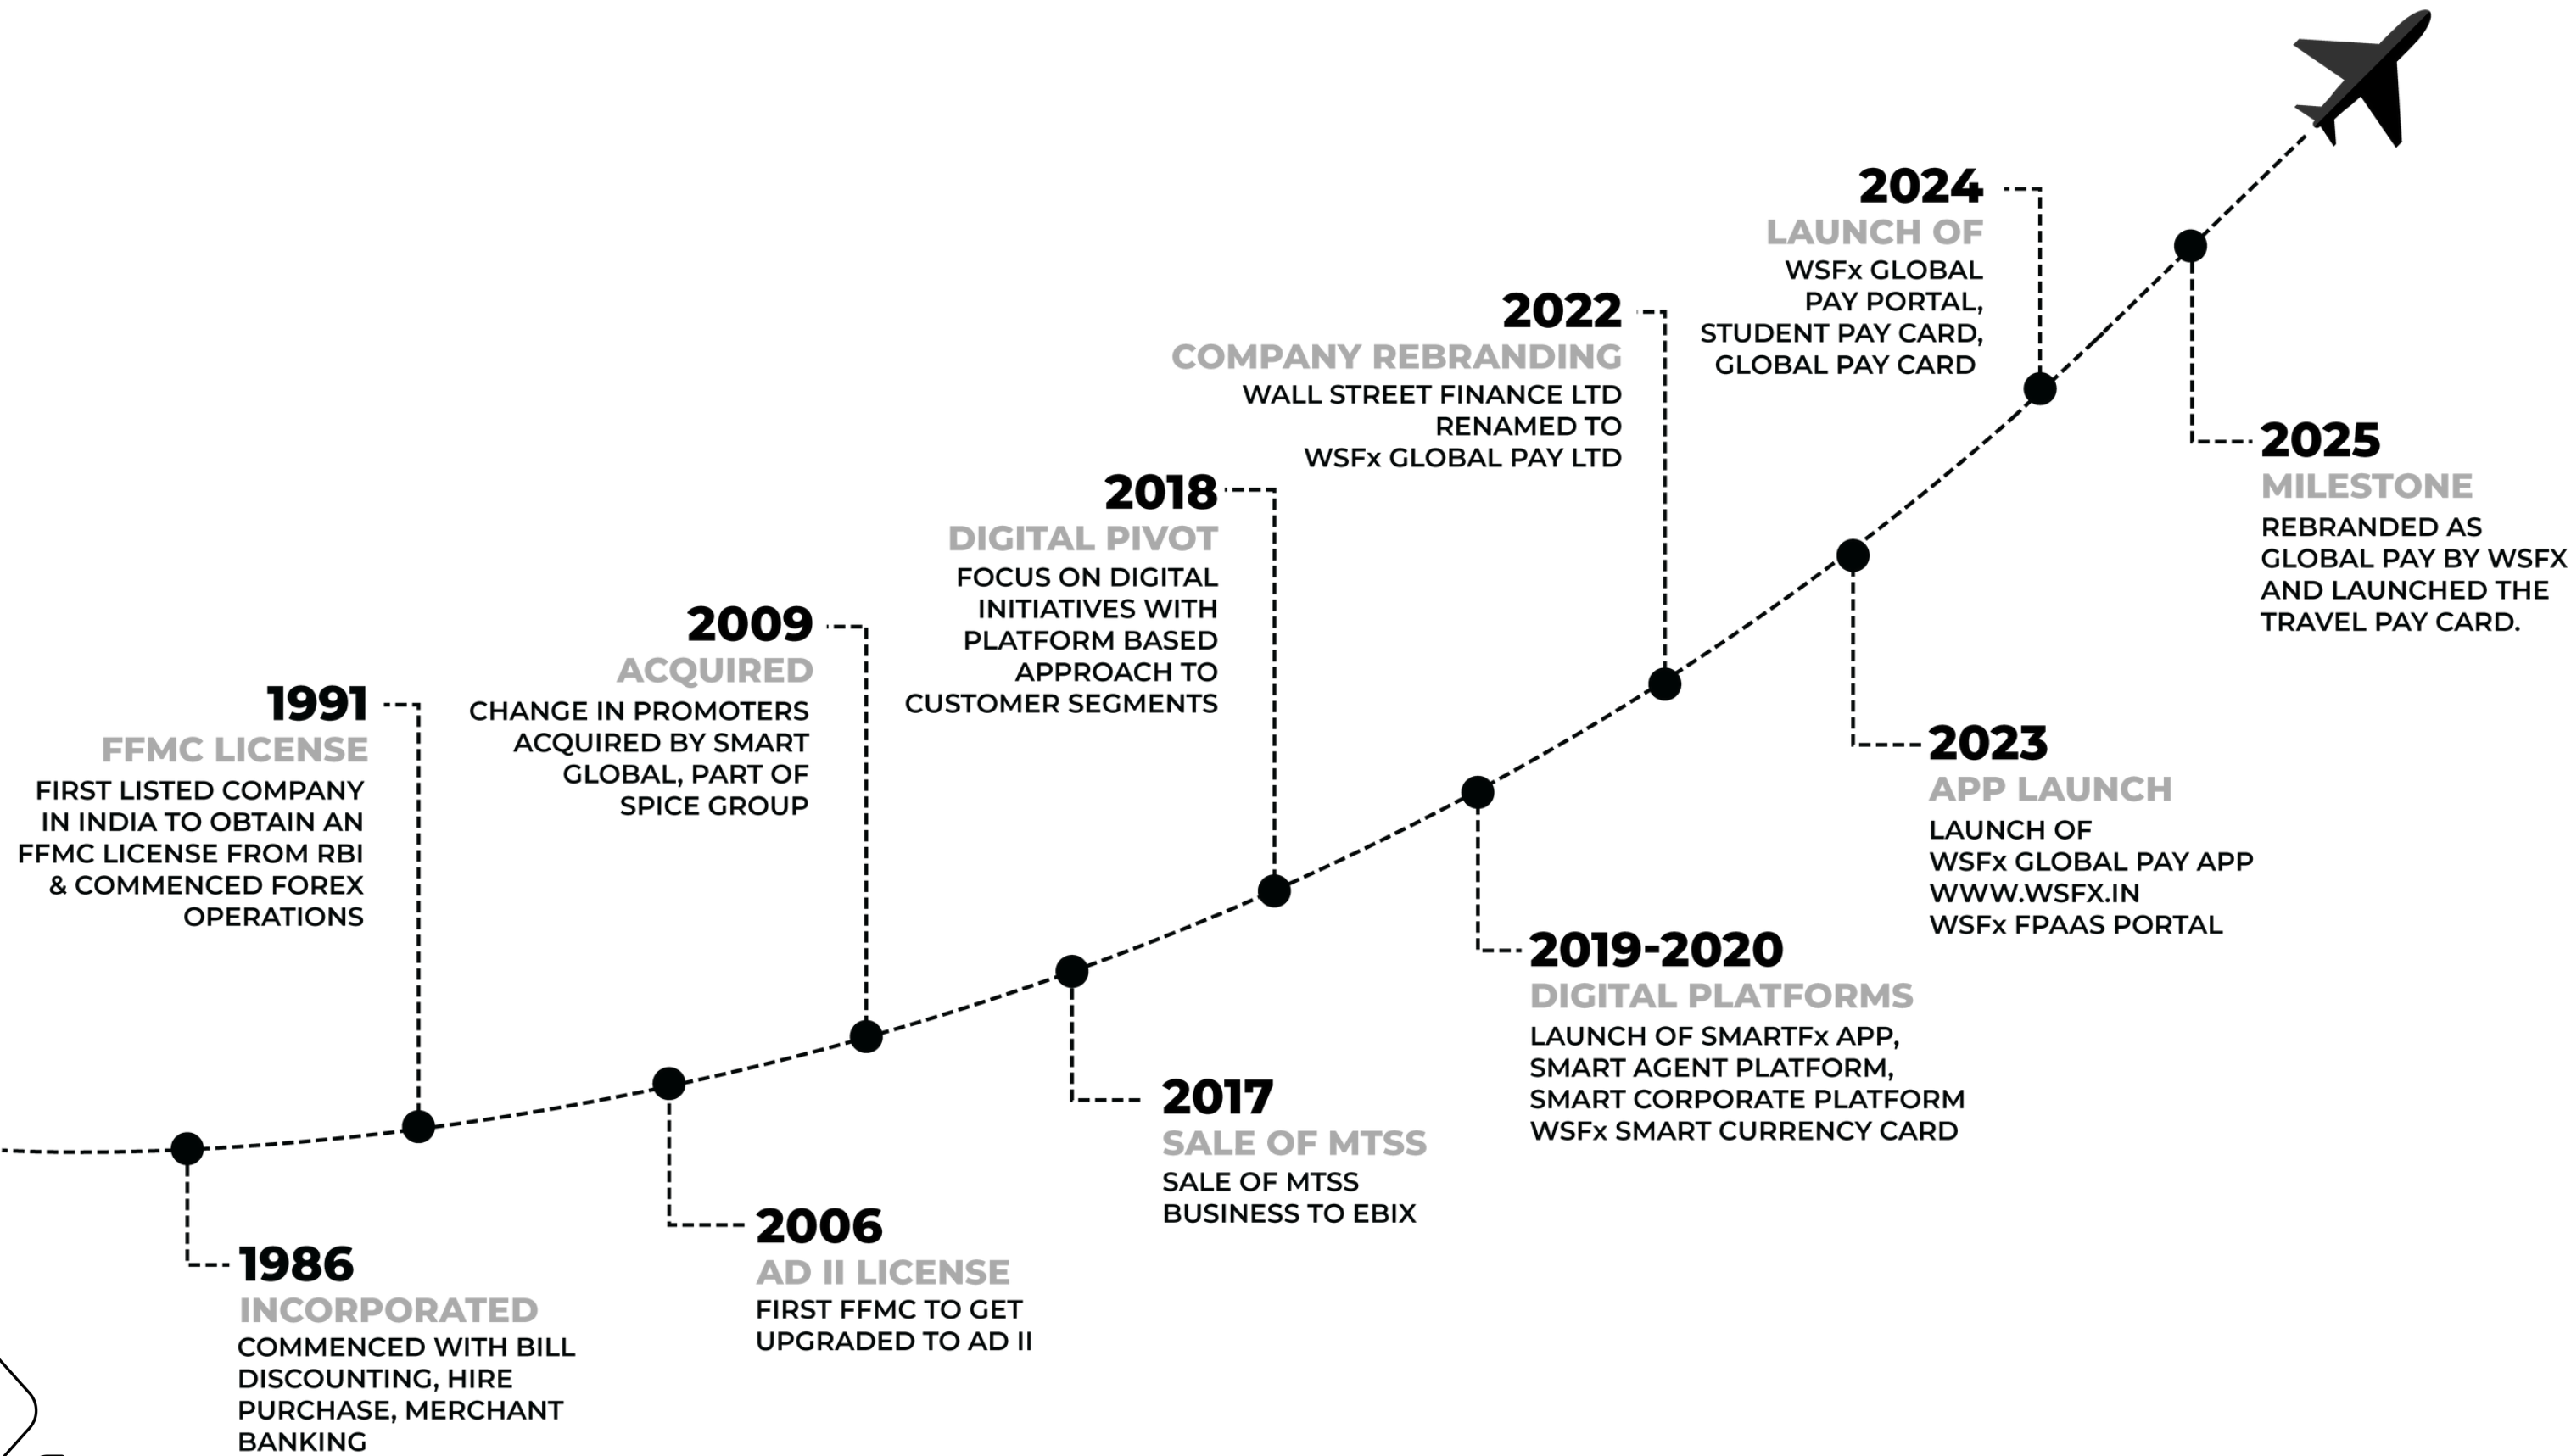 1986
INCORPORATED
COMMENCED WITH BILL
DISCOUNTING, HIRE
PURCHASE, MERCHANT
BANKING
1991
FFMC LICENSE
FIRST LISTED COMPANY
IN INDIA TO OBTAIN AN
FFMC LICENSE FROM RBI
& COMMENCED FOREX
OPERATIONS
2006
AD II LICENSE
FIRST FFMC TO GET
UPGRADED TO AD II
2009
ACQUIRED
CHANGE IN PROMOTERS
ACQUIRED BY SMART
GLOBAL, PART OF
SPICE GROUP
2017
SALE OF MTSS
SALE OF MTSS
BUSINESS TO EBIX
2018
DIGITAL PIVOT
FOCUS ON DIGITAL
INITIATIVES WITH
PLATFORM BASED
APPROACH TO
CUSTOMER SEGMENTS
2019-2020
DIGITAL PLATFORMS
LAUNCH OF SMARTFx APP,
SMART AGENT PLATFORM,
SMART CORPORATE PLATFORM
WSFx SMART CURRENCY CARD
2022
COMPANY REBRANDING
WALL STREET FINANCE LTD
RENAMED TO
WSFx GLOBAL PAY LTD
2023
APP LAUNCH
LAUNCH OF
WSFx GLOBAL PAY APP
WWW.WSFX.IN
WSFx FPAAS PORTAL
2024
LAUNCH OF
WSFx GLOBAL
PAY PORTAL,
STUDENT PAY CARD,
GLOBAL PAY CARD
2025
MILESTONE
REBRANDED AS
GLOBAL PAY BY WSFX
AND LAUNCHED THE
TRAVEL PAY CARD.